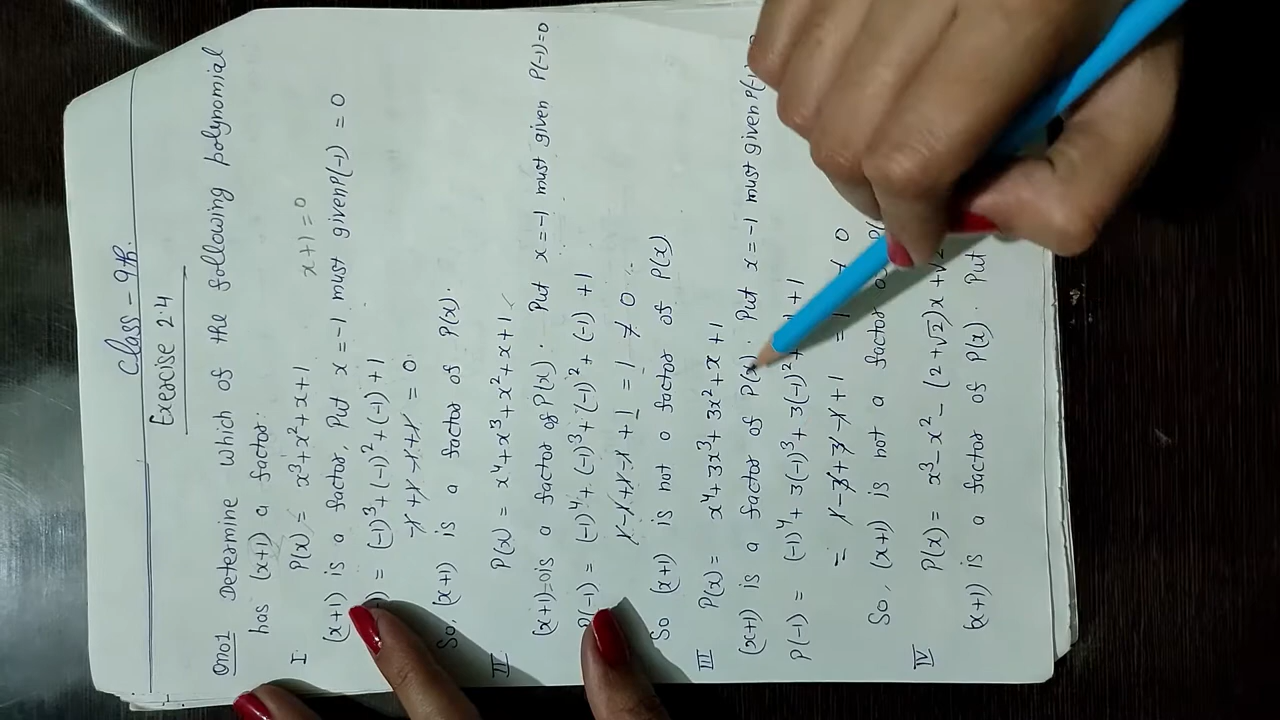 Class - 9th.
Exercise 2.4
Qno1 Determine which of the following polynomial
has (x+1) a factor.
I. P(x) = x³+x²+x+1 x+1=0
(x+1) is a factor. Put x=-1 must given P(-1) = 0
) = (-1)³+(-1)²+(-1)+1
-1+1-1+1 = 0
So, (x+1) is a factor of P(x).
II P(x) = x⁴+x³+x²+x+1
(x+1)=0 is a factor of P(x). Put x=-1 must given P(-1)=0
P(-1) = (-1)⁴+(-1)³+(-1)²+(-1)+1
1-1+1-1+1 = 1 ≠ 0
So (x+1) is not a factor of P(x)
III P(x) = x⁴+3x³+3x²+x+1
(x+1) is a factor of P(x). Put x=-1 must given P(-1)
P(-1) = (-1)⁴+3(-1)³+3(-1)²+ +1
= 1-3+3-1+1 = 1 ≠ 0
So, (x+1) is not a factor
IV P(x) = x³-x²-(2+√2)x+√2
(x+1) is a factor of P(x). Put